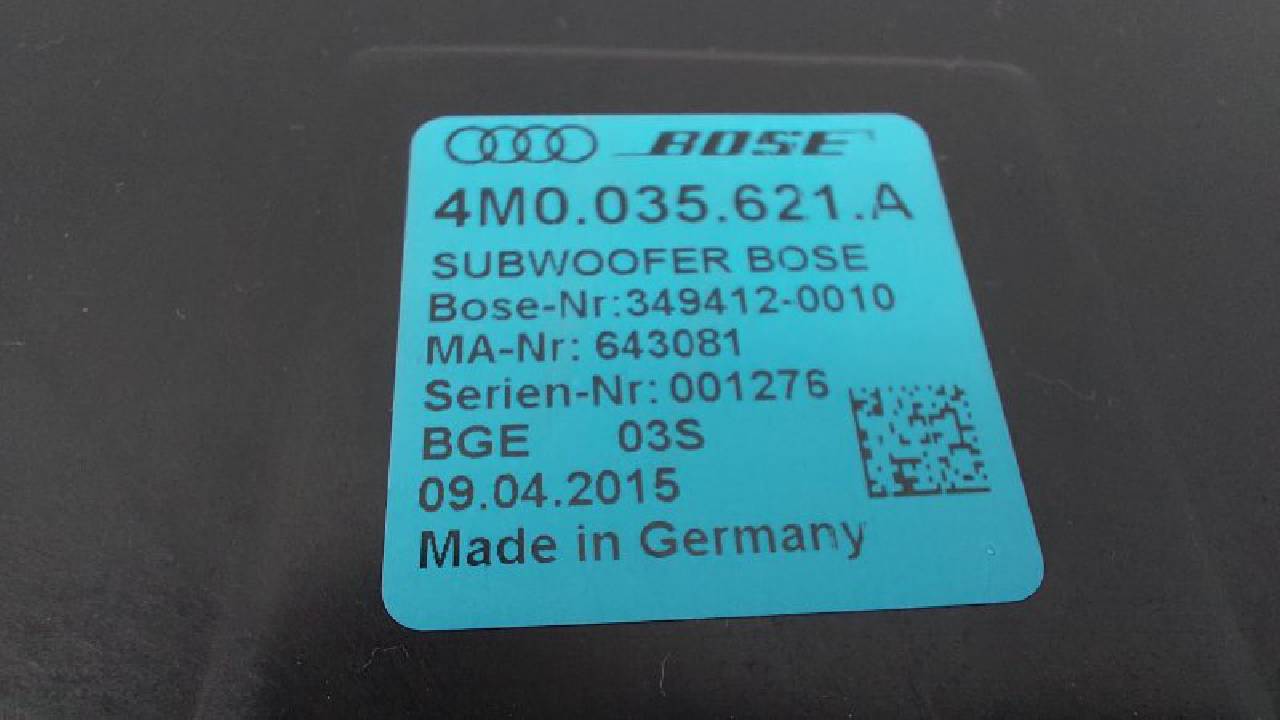 BOSE
4M0.035.621.A
SUBWOOFER BOSE
Bose-Nr:349412-0010
MA-Nr: 643081
Serien-Nr: 001276
BGE 03S
09.04.2015
Made in Germany